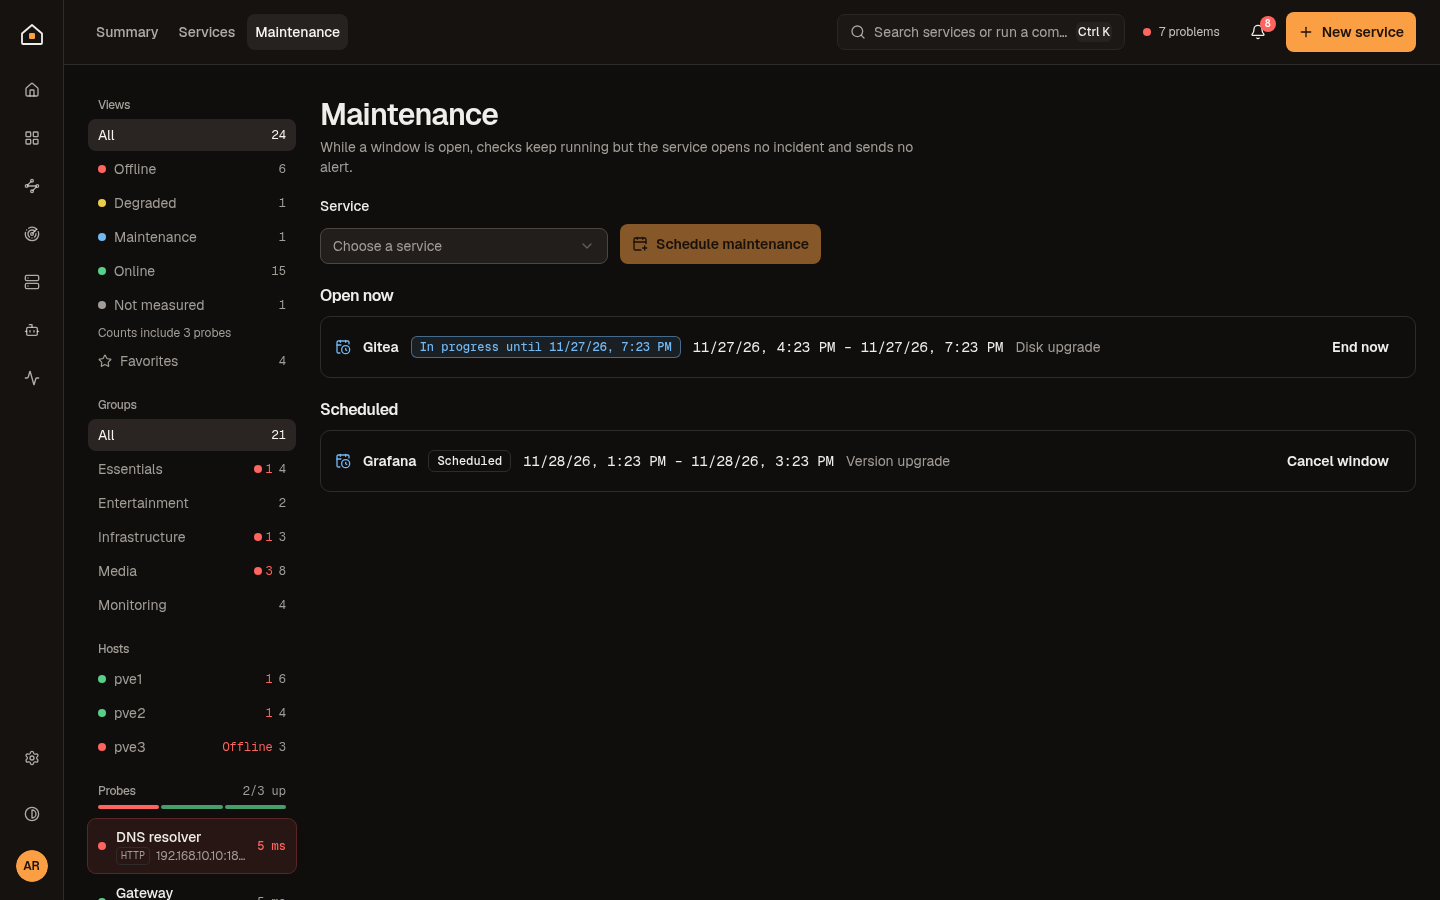 Summary Services Maintenance Search services or run a com... Ctrl K 7 problems 8 New service
Views
All 24
Offline 6
Degraded 1
Maintenance 1
Online 15
Not measured 1
Counts include 3 probes
Favorites 4
Groups
All 21
Essentials 1 4
Entertainment 2
Infrastructure 1 3
Media 3 8
Monitoring 4
Hosts
pve1 1 6
pve2 1 4
pve3 Offline 3
Probes 2/3 up
DNS resolver 5 ms
HTTP 192.168.10.10:18...
Gateway
AR
Maintenance
While a window is open, checks keep running but the service opens no incident and sends no
alert.
Service
Choose a service Schedule maintenance
Open now
Gitea In progress until 11/27/26, 7:23 PM 11/27/26, 4:23 PM – 11/27/26, 7:23 PM Disk upgrade End now
Scheduled
Grafana Scheduled 11/28/26, 1:23 PM – 11/28/26, 3:23 PM Version upgrade Cancel window